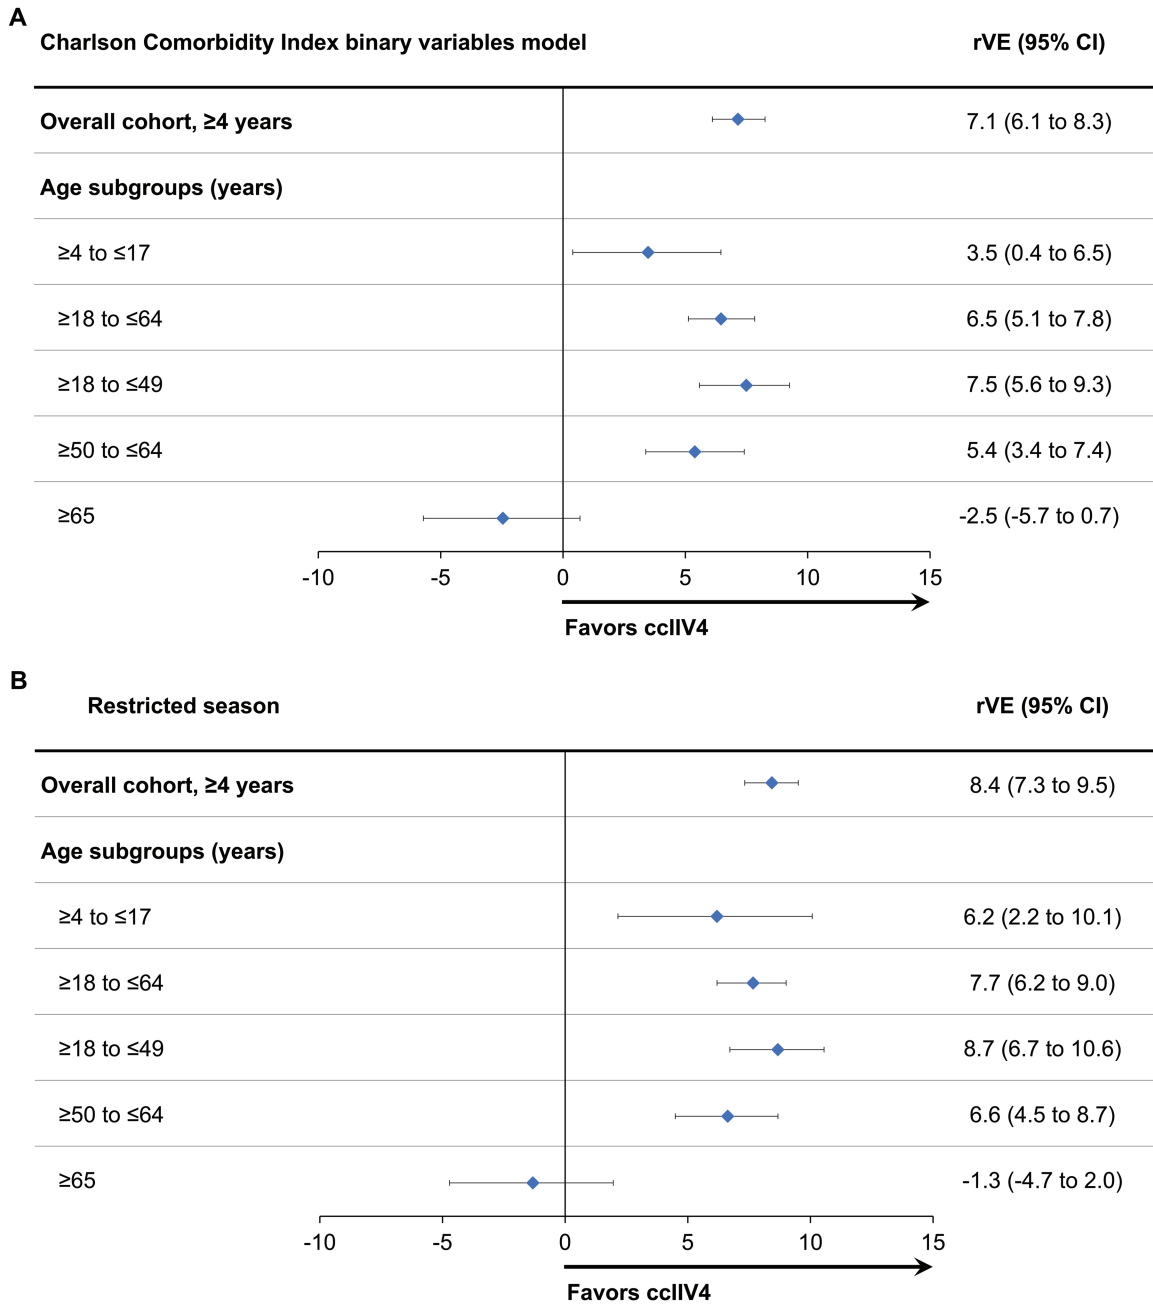 A
Charlson Comorbidity Index binary variables model rVE (95% CI)
Overall cohort, ≥4 years 7.1 (6.1 to 8.3)
Age subgroups (years)
≥4 to ≤17 3.5 (0.4 to 6.5)
≥18 to ≤64 6.5 (5.1 to 7.8)
≥18 to ≤49 7.5 (5.6 to 9.3)
≥50 to ≤64 5.4 (3.4 to 7.4)
≥65 -2.5 (-5.7 to 0.7)
-10 -5 0 5 10 15
Favors ccIIV4
B
Restricted season rVE (95% CI)
Overall cohort, ≥4 years 8.4 (7.3 to 9.5)
Age subgroups (years)
≥4 to ≤17 6.2 (2.2 to 10.1)
≥18 to ≤64 7.7 (6.2 to 9.0)
≥18 to ≤49 8.7 (6.7 to 10.6)
≥50 to ≤64 6.6 (4.5 to 8.7)
≥65 -1.3 (-4.7 to 2.0)
-10 -5 0 5 10 15
Favors ccIIV4